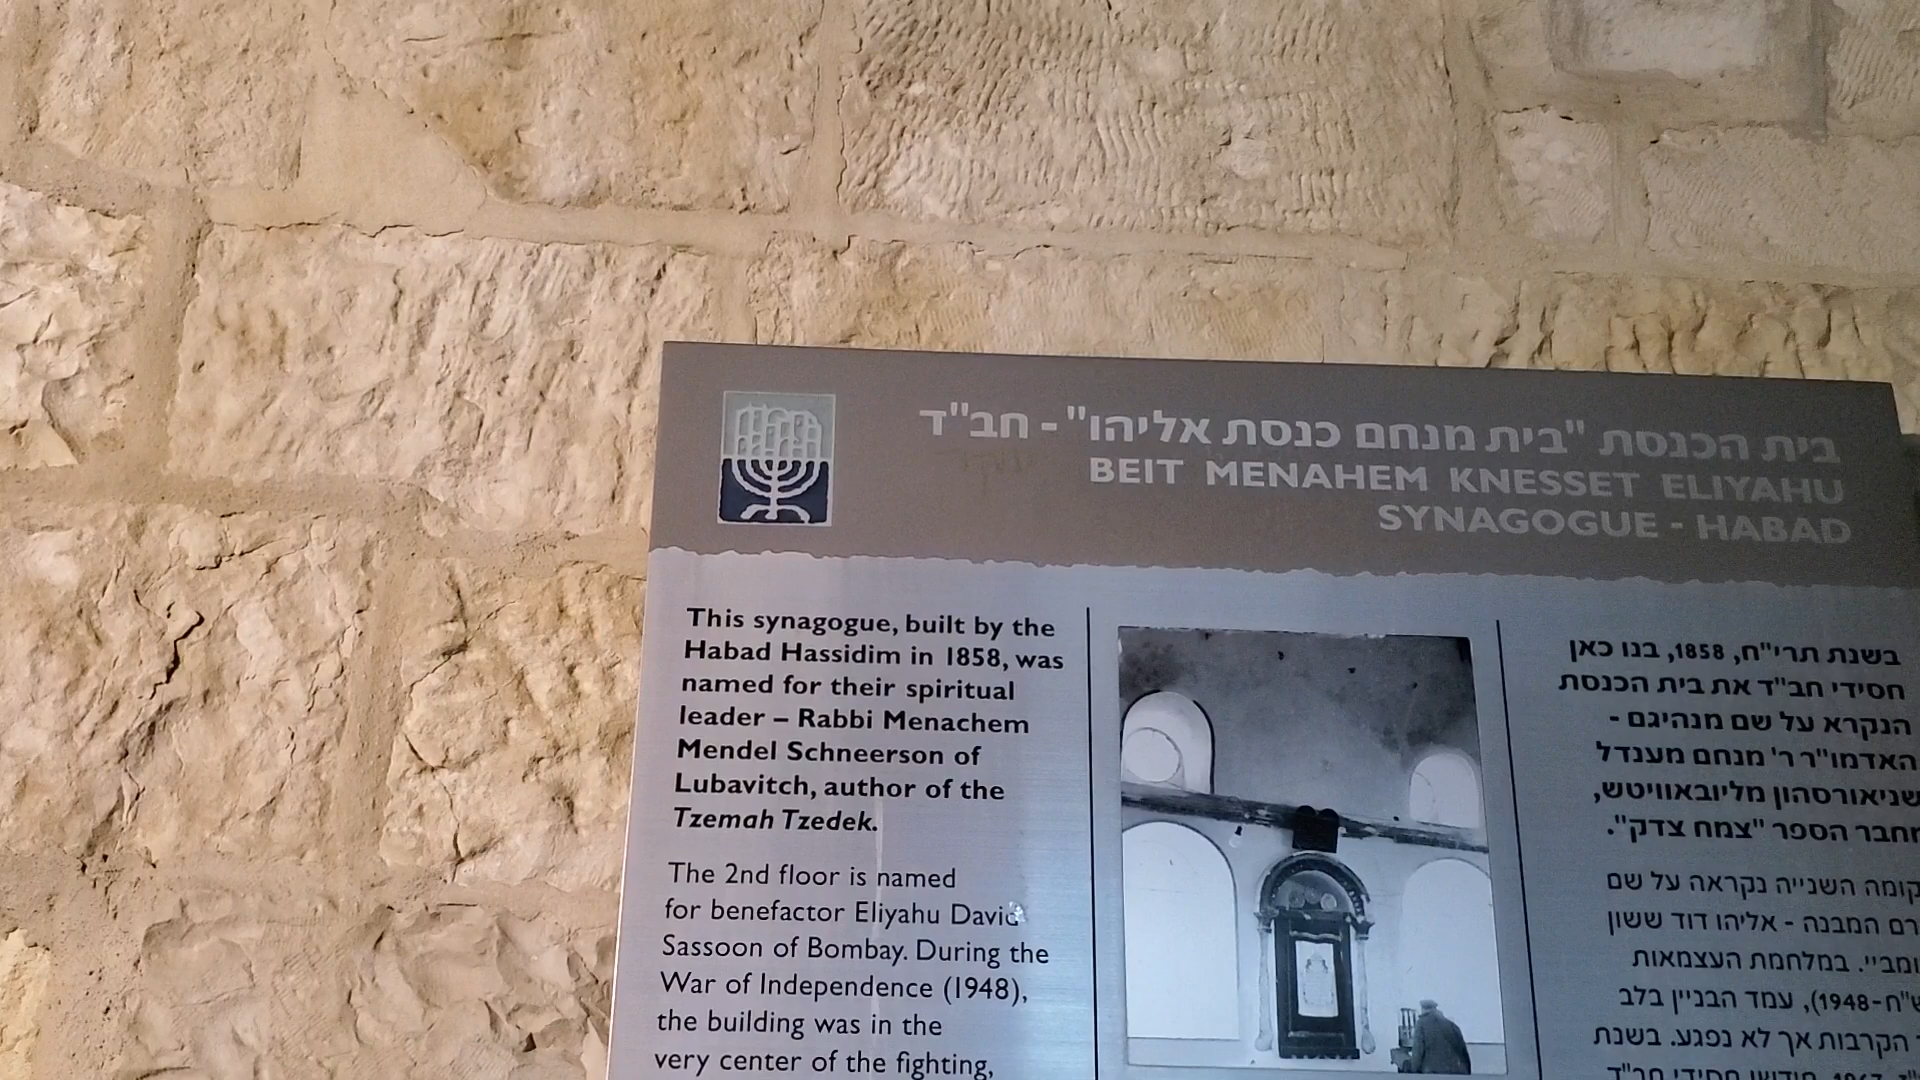 בית הכנסת "בית מנחם כנסת אליהו" - חב"ד
BEIT MENAHEM KNESSET ELIYAHU
SYNAGOGUE - HABAD
This synagogue, built by the
Habad Hassidim in 1858, was
named for their spiritual
leader – Rabbi Menachem
Mendel Schneerson of
Lubavitch, author of the
Tzemah Tzedek.
The 2nd floor is named
for benefactor Eliyahu David
Sassoon of Bombay. During the
War of Independence (1948),
the building was in the
very center of the fighting,
בשנת תרי"ח, 1858, בנו כאן
חסידי חב"ד את בית הכנסת
הנקרא על שם מנהיגם -
האדמו"ר ר' מנחם מענדל
שניאורסהון מליובאוויטש,
מחבר הספר "צמח צדק".
קומה השנייה נקראה על שם
המבנה - אליהו דוד ששון
במלחמת העצמאות
1948), עמד הבניין בלב
הקרבות אך לא נפגע. בשנת
1967, חידשו חסידי חב"ד